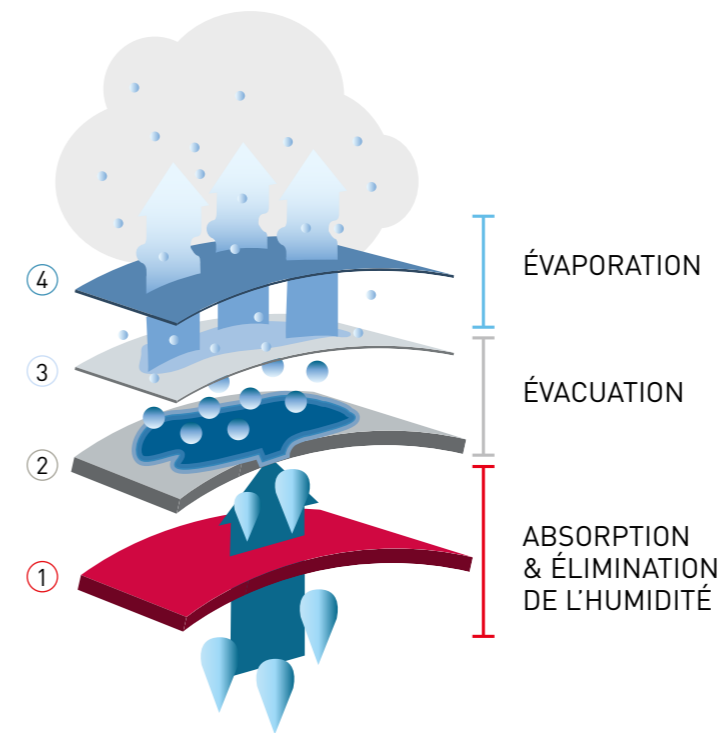 4
ÉVAPORATION
3
ÉVACUATION
2
1
ABSORPTION
& ÉLIMINATION
DE L'HUMIDITÉ